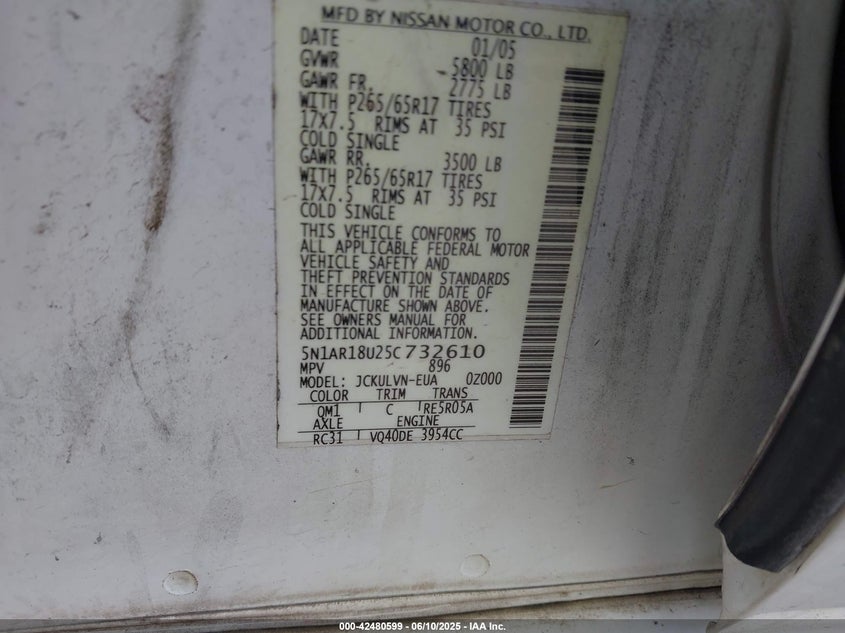 MFD BY NISSAN MOTOR CO., LTD.
DATE 01/05
GVWR 5800 LB
GAWR FR. 2775 LB
WITH P265/65R17 TIRES
17X7.5 RIMS AT 35 PSI
COLD SINGLE
GAWR RR. 3500 LB
WITH P265/65R17 TIRES
17X7.5 RIMS AT 35 PSI
COLD SINGLE
THIS VEHICLE CONFORMS TO
ALL APPLICABLE FEDERAL MOTOR
VEHICLE SAFETY AND
THEFT PREVENTION STANDARDS
IN EFFECT ON THE DATE OF
MANUFACTURE SHOWN ABOVE.
SEE OWNERS MANUAL FOR
ADDITIONAL INFORMATION.
5N1AR18U25C732610
MPV 896
MODEL: JCKULVN-EUA 0Z000
COLOR TRIM TRANS
QM1 C RE5R05A
AXLE ENGINE
RC31 VQ40DE 3954CC
000-42480599 - 06/10/2025 - IAA Inc.